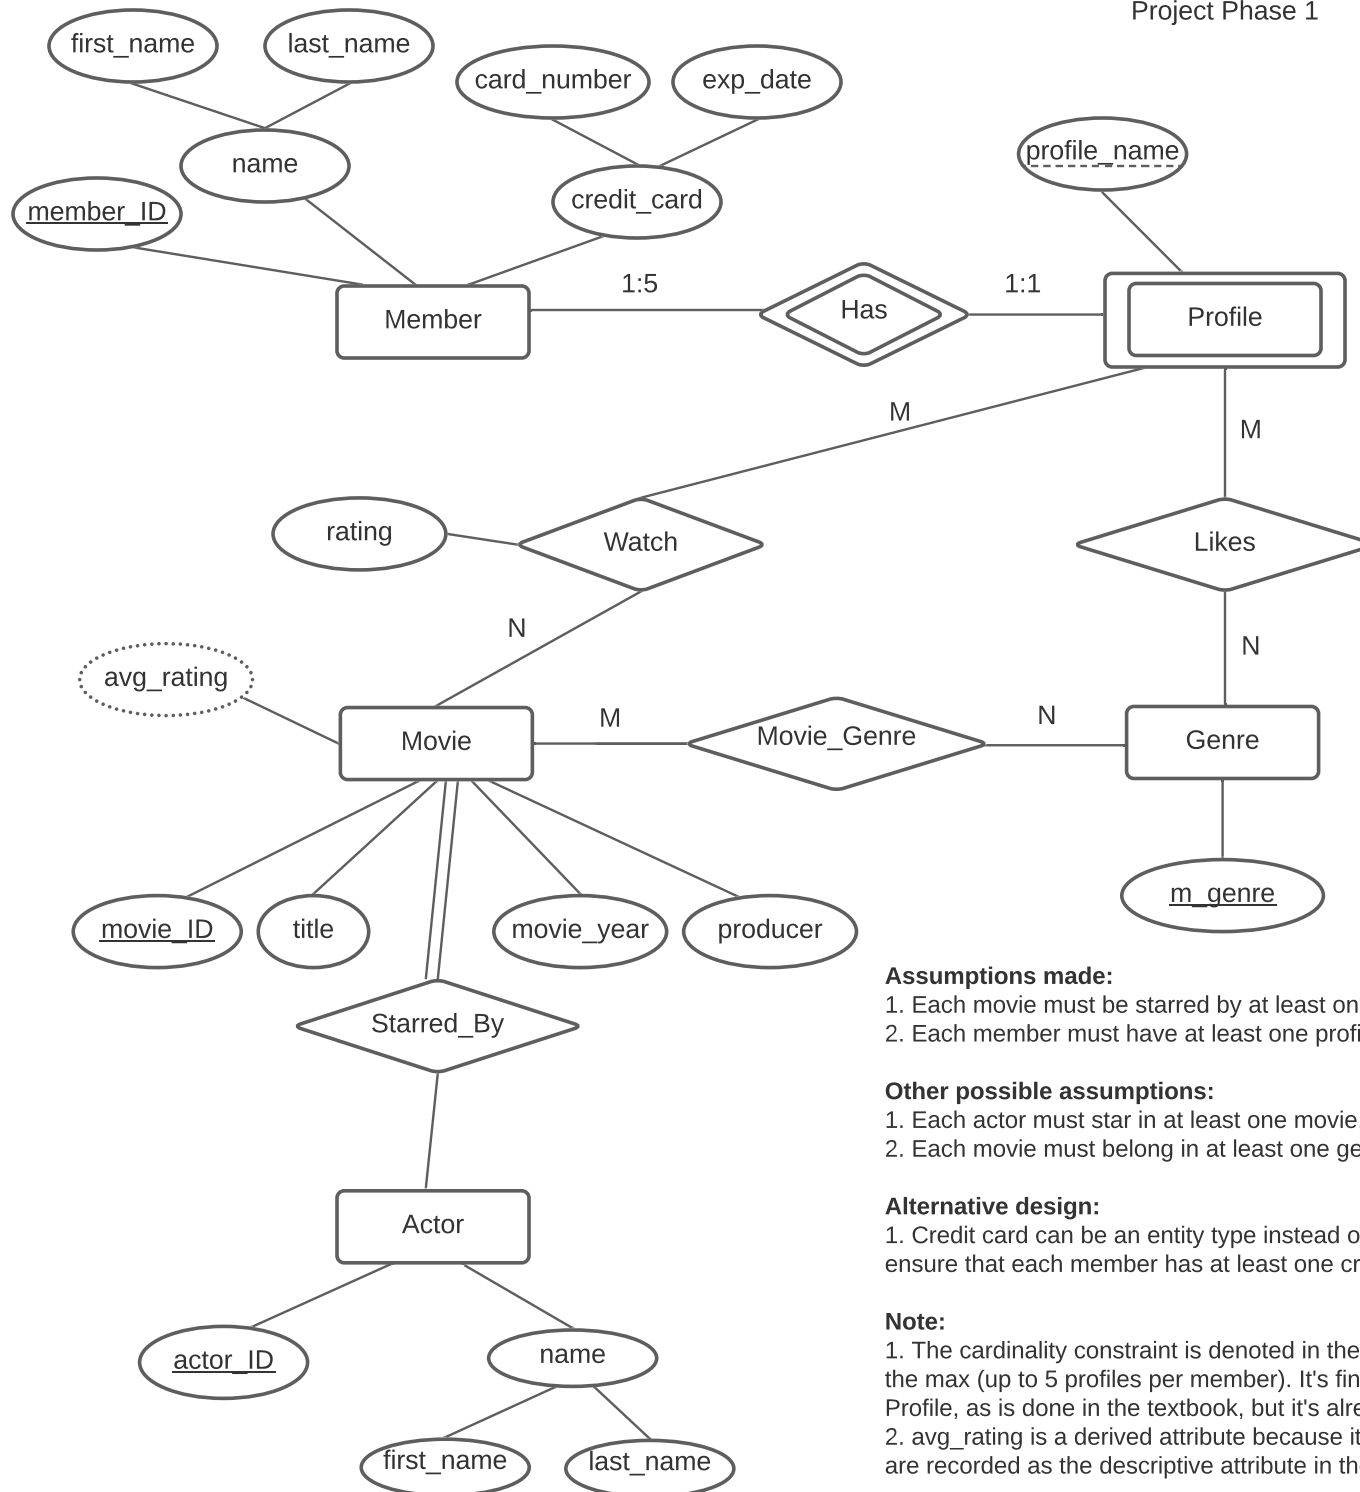 Project Phase 1
first_name
last_name
card_number
exp_date
profile_name
name
credit_card
member_ID
1:5
1:1
Member
Has
Profile
M
M
rating
Watch
Likes
N
N
avg_rating
M
N
Movie
Movie_Genre
Genre
m_genre
movie_ID
title
movie_year
producer
Assumptions made:
1. Each movie must be starred by at least on
2. Each member must have at least one profi
Starred_By
Other possible assumptions:
1. Each actor must star in at least one movie.
2. Each movie must belong in at least one ge
Alternative design:
1. Credit card can be an entity type instead o
ensure that each member has at least one cr
Actor
Note:
1. The cardinality constraint is denoted in the
the max (up to 5 profiles per member). It's fin
Profile, as is done in the textbook, but it's alre
2. avg_rating is a derived attribute because it
are recorded as the descriptive attribute in the
actor_ID
name
first_name
last_name